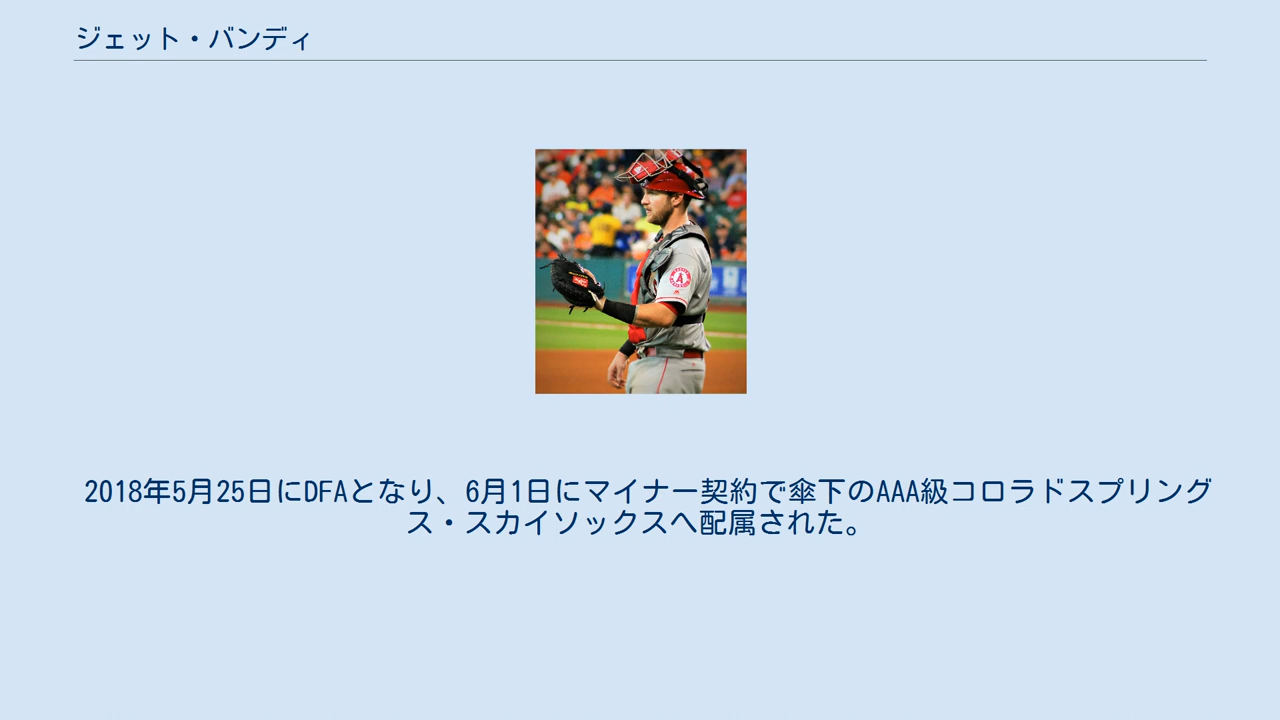 ジェット・バンディ
2018年5月25日にDFAとなり、6月1日にマイナー契約で傘下のAAA級コロラドスプリング
ス・スカイソックスへ配属された。